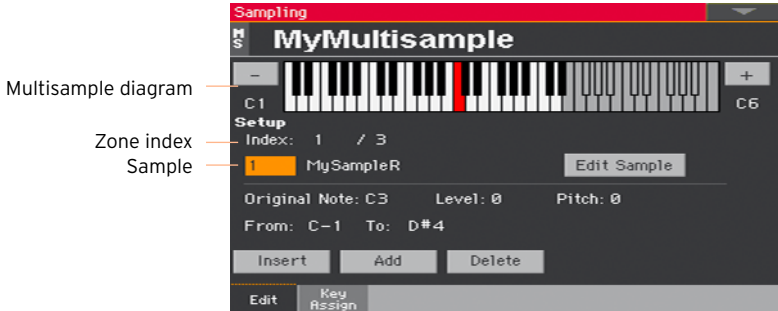 Sampling
MS MyMultisample
Multisample diagram
- +
C1 C6
Setup
Zone index
Index: 1 / 3
Sample
1 MySampleR Edit Sample
Original Note: C3 Level: 0 Pitch: 0
From: C-1 To: D#4
Insert Add Delete
Edit Key Assign